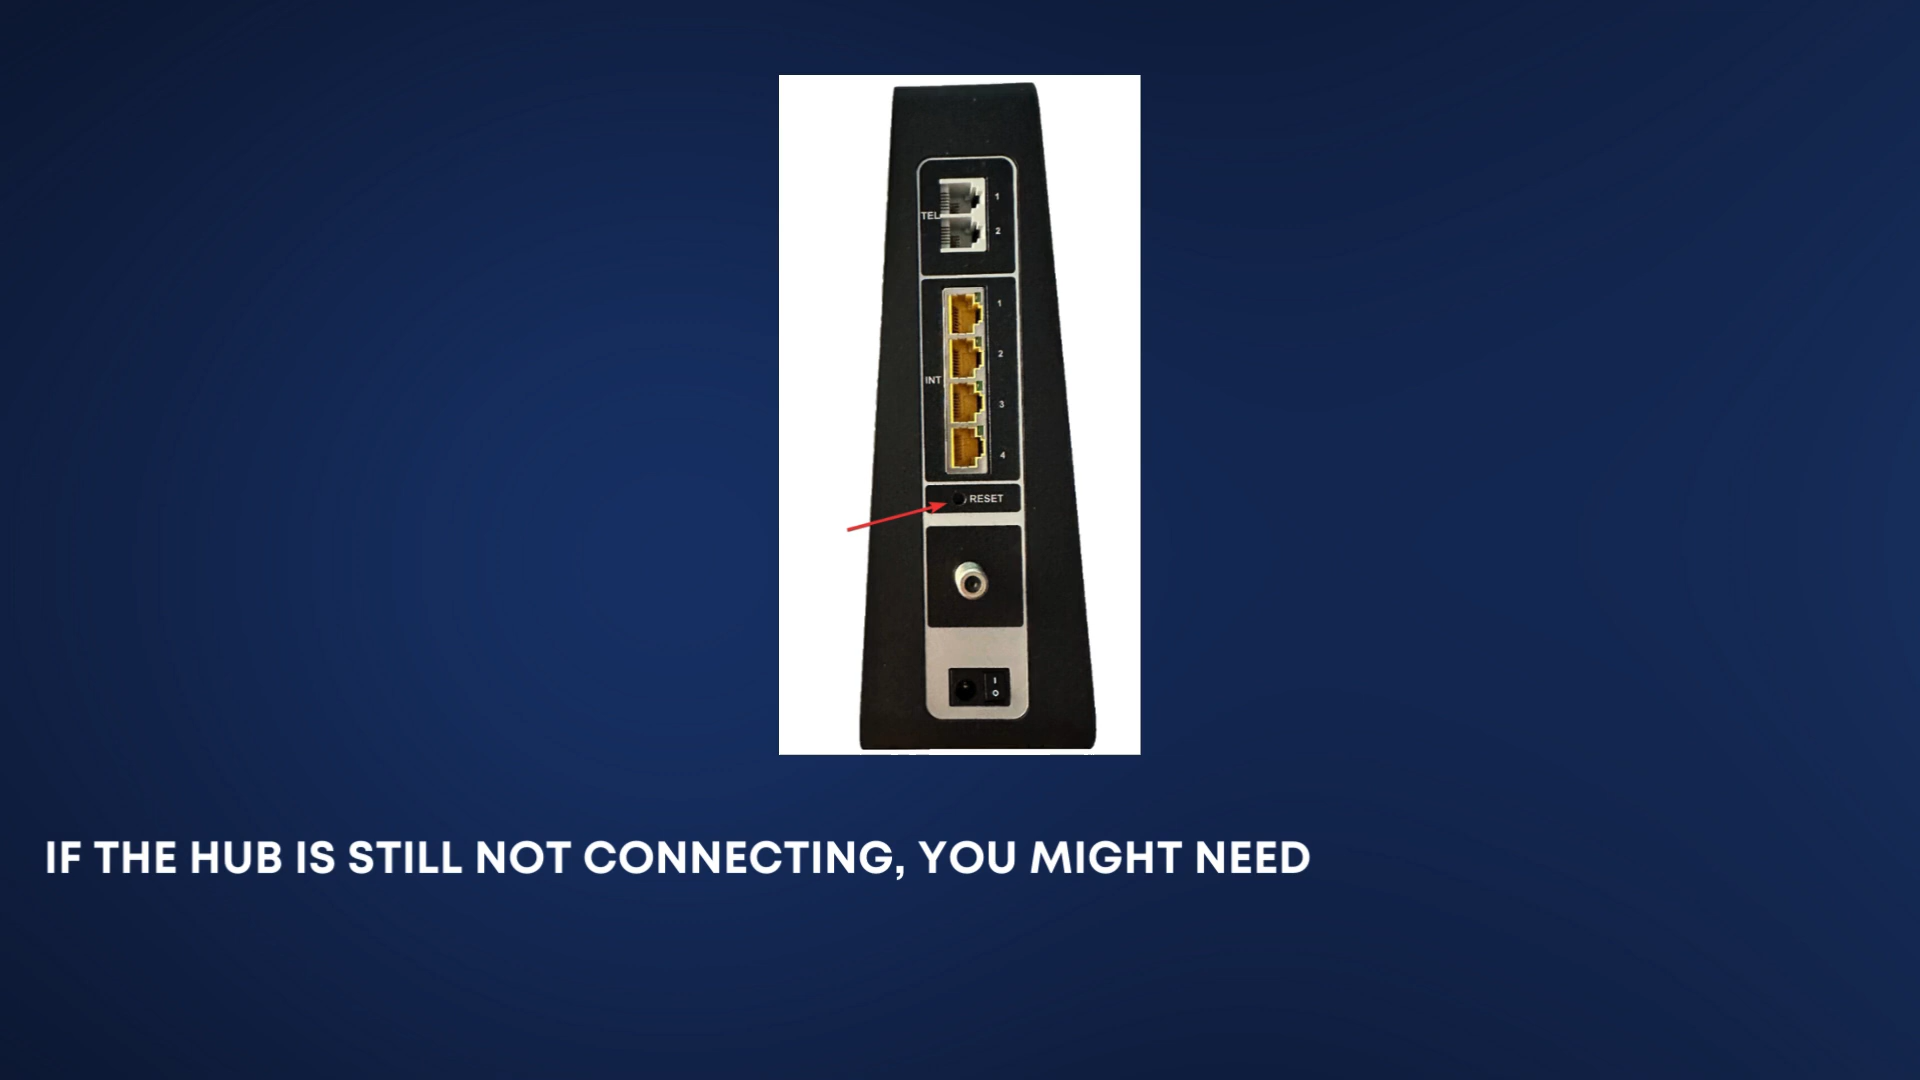 1
TEL
2
1
2
INT
3
4
RESET
I
O
IF THE HUB IS STILL NOT CONNECTING, YOU MIGHT NEED